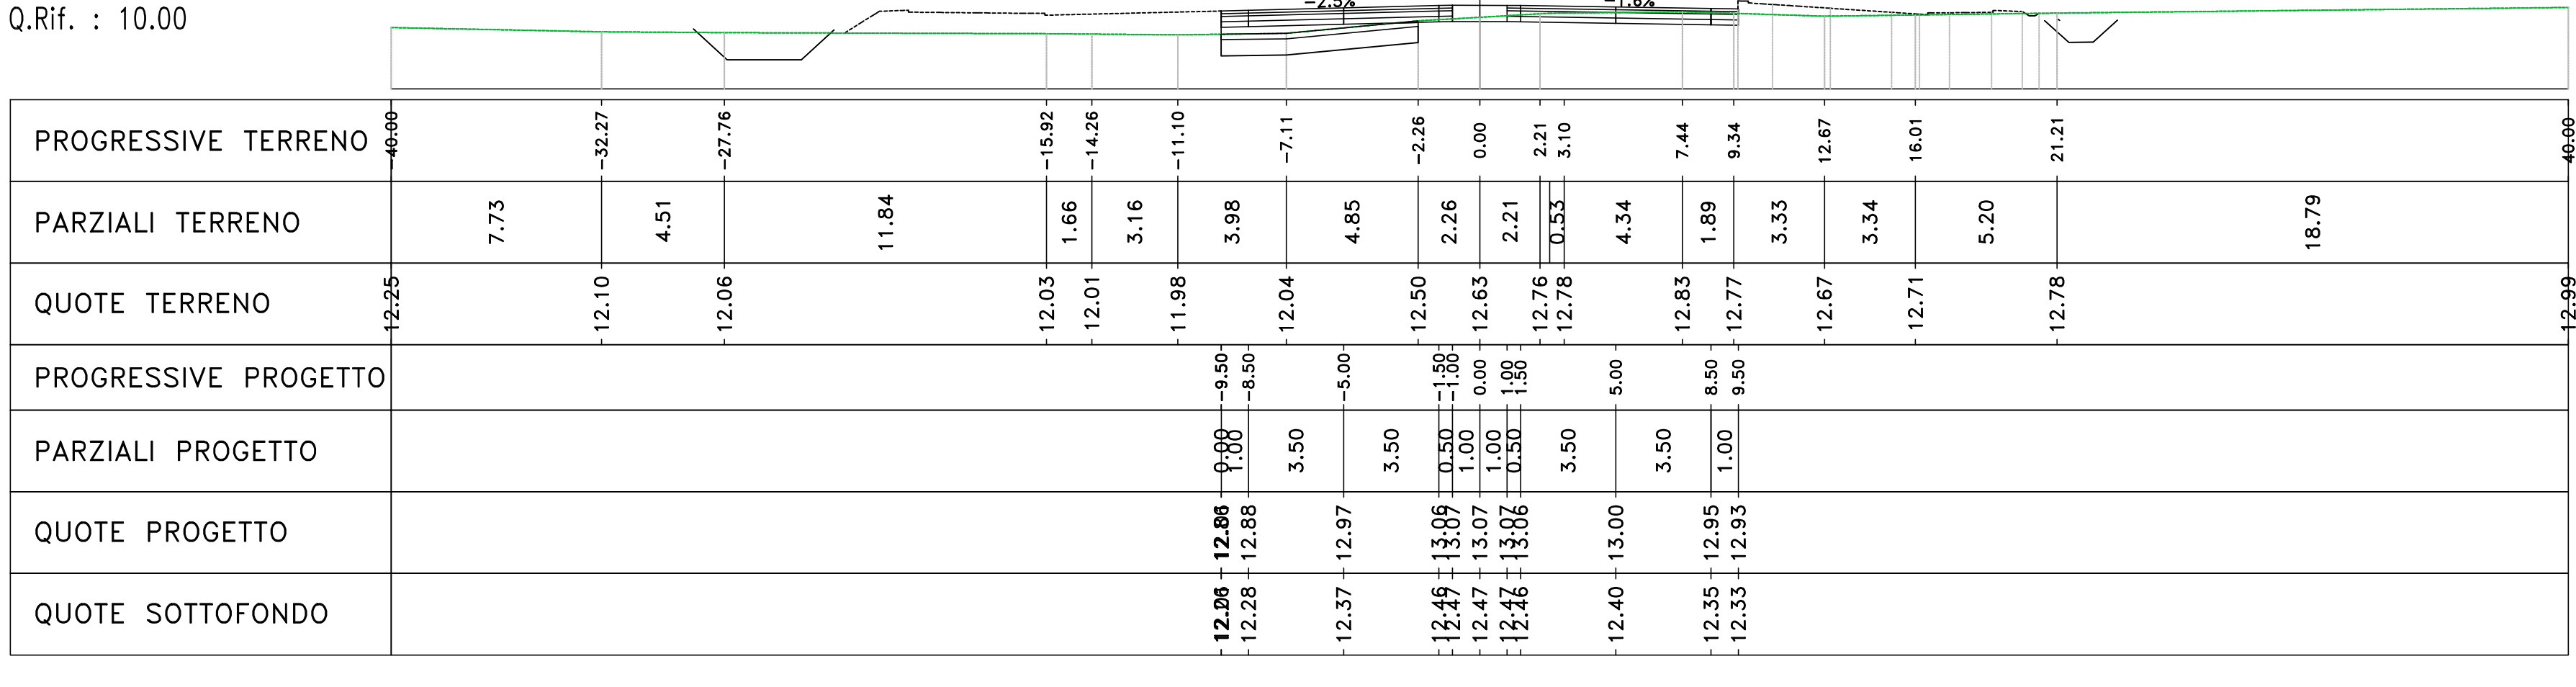 -2.5%
-1.6%
Q.Rif. : 10.00
PROGRESSIVE TERRENO -40.00 -32.27 -27.76 -15.92 -14.26 -11.10 -7.11 -2.26 0.00 2.21 3.10 7.44 9.34 12.67 16.01 21.21 40.00
PARZIALI TERRENO 7.73 4.51 11.84 1.66 3.16 3.98 4.85 2.26 2.21 0.53 4.34 1.89 3.33 3.34 5.20 18.79
QUOTE TERRENO 12.25 12.10 12.06 12.03 12.01 11.98 12.04 12.50 12.63 12.76 12.78 12.83 12.77 12.67 12.71 12.78 12.99
PROGRESSIVE PROGETTO -9.50 -8.50 -5.00 -1.50 -1.00 0.00 1.00 1.50 5.00 8.50 9.50
PARZIALI PROGETTO 0.00 1.00 3.50 3.50 0.50 1.00 1.00 0.50 3.50 3.50 1.00
QUOTE PROGETTO 12.88 12.97 13.06 13.07 13.07 13.07 13.06 13.00 12.95 12.93
QUOTE SOTTOFONDO 12.28 12.37 12.46 12.47 12.47 12.47 12.46 12.40 12.35 12.33